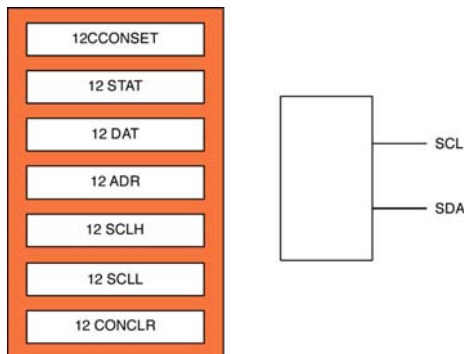 12CCONSET
12 STAT
12 DAT
12 ADR
12 SCLH
12 SCLL
12 CONCLR
SCL
SDA